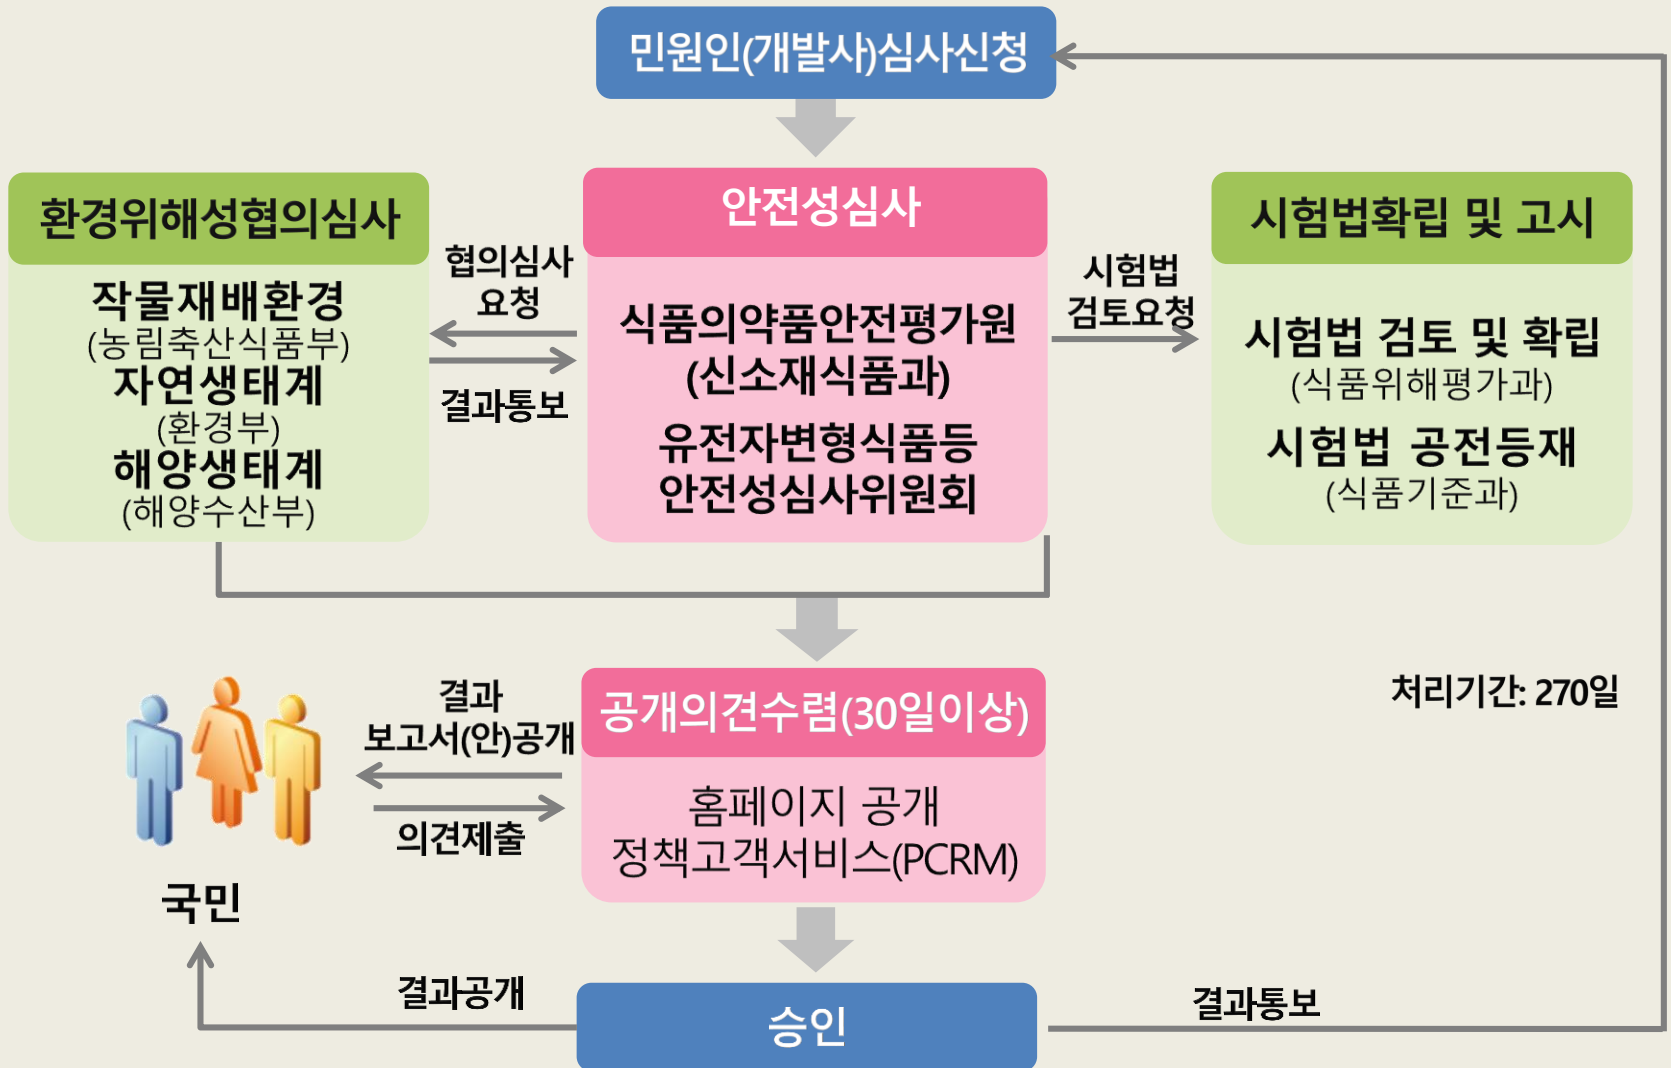 민원인(개발사)심사신청
환경위해성협의심사
작물재배환경
(농림축산식품부)
자연생태계
(환경부)
해양생태계
(해양수산부)
협의심사
요청
결과통보
안전성심사
식품의약품안전평가원
(신소재식품과)
유전자변형식품등
안전성심사위원회
시험법
검토요청
시험법확립 및 고시
시험법 검토 및 확립
(식품위해평가과)
시험법 공전등재
(식품기준과)
처리기간: 270일
결과
보고서(안)공개
의견제출
국민
공개의견수렴(30일이상)
홈페이지 공개
정책고객서비스(PCRM)
결과공개
승인
결과통보